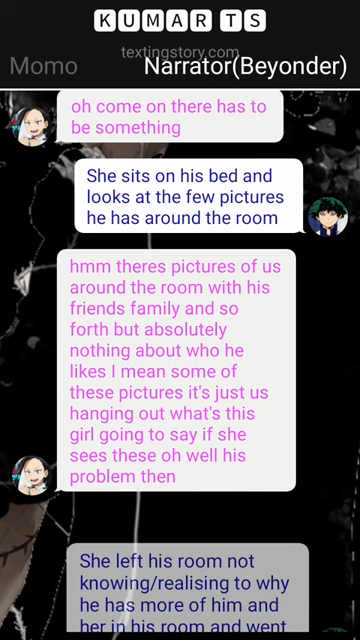 KUMAR TS
textingstory.com
Momo
Narrator(Beyonder)
oh come on there has to
be something
She sits on his bed and
looks at the few pictures
he has around the room
hmm theres pictures of us
around the room with his
friends family and so
forth but absolutely
nothing about who he
likes I mean some of
these pictures it's just us
hanging out what's this
girl going to say if she
sees these oh well his
problem then
She left his room not
knowing/realising to why
he has more of him and
her in his room and went